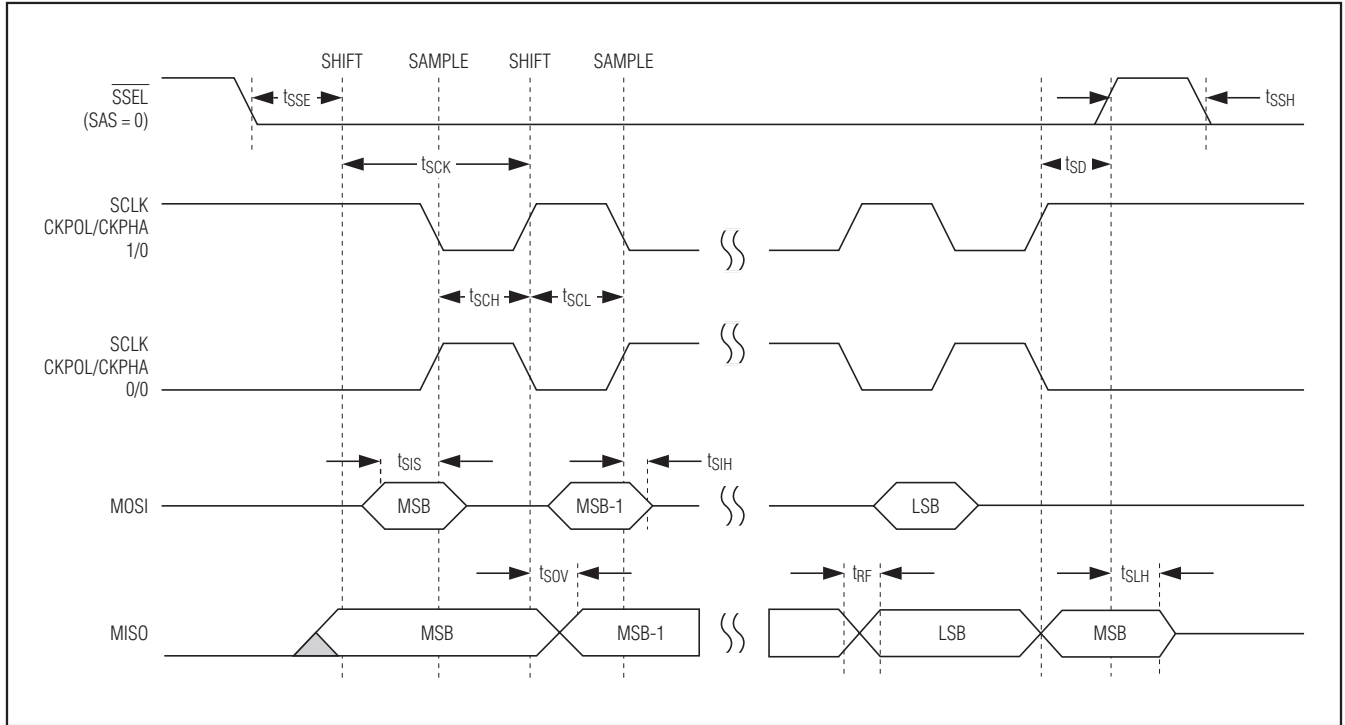 SHIFT SAMPLE SHIFT SAMPLE
SSEL
(SAS = 0)
tSSE
tSSH
tSCK
tSD
SCLK
CKPOL/CKPHA
1/0
tSCH
tSCL
SCLK
CKPOL/CKPHA
0/0
tSIS
tSIH
MOSI
MSB
MSB-1
LSB
tSOV
tRF
tSLH
MISO
MSB
MSB-1
LSB
MSB